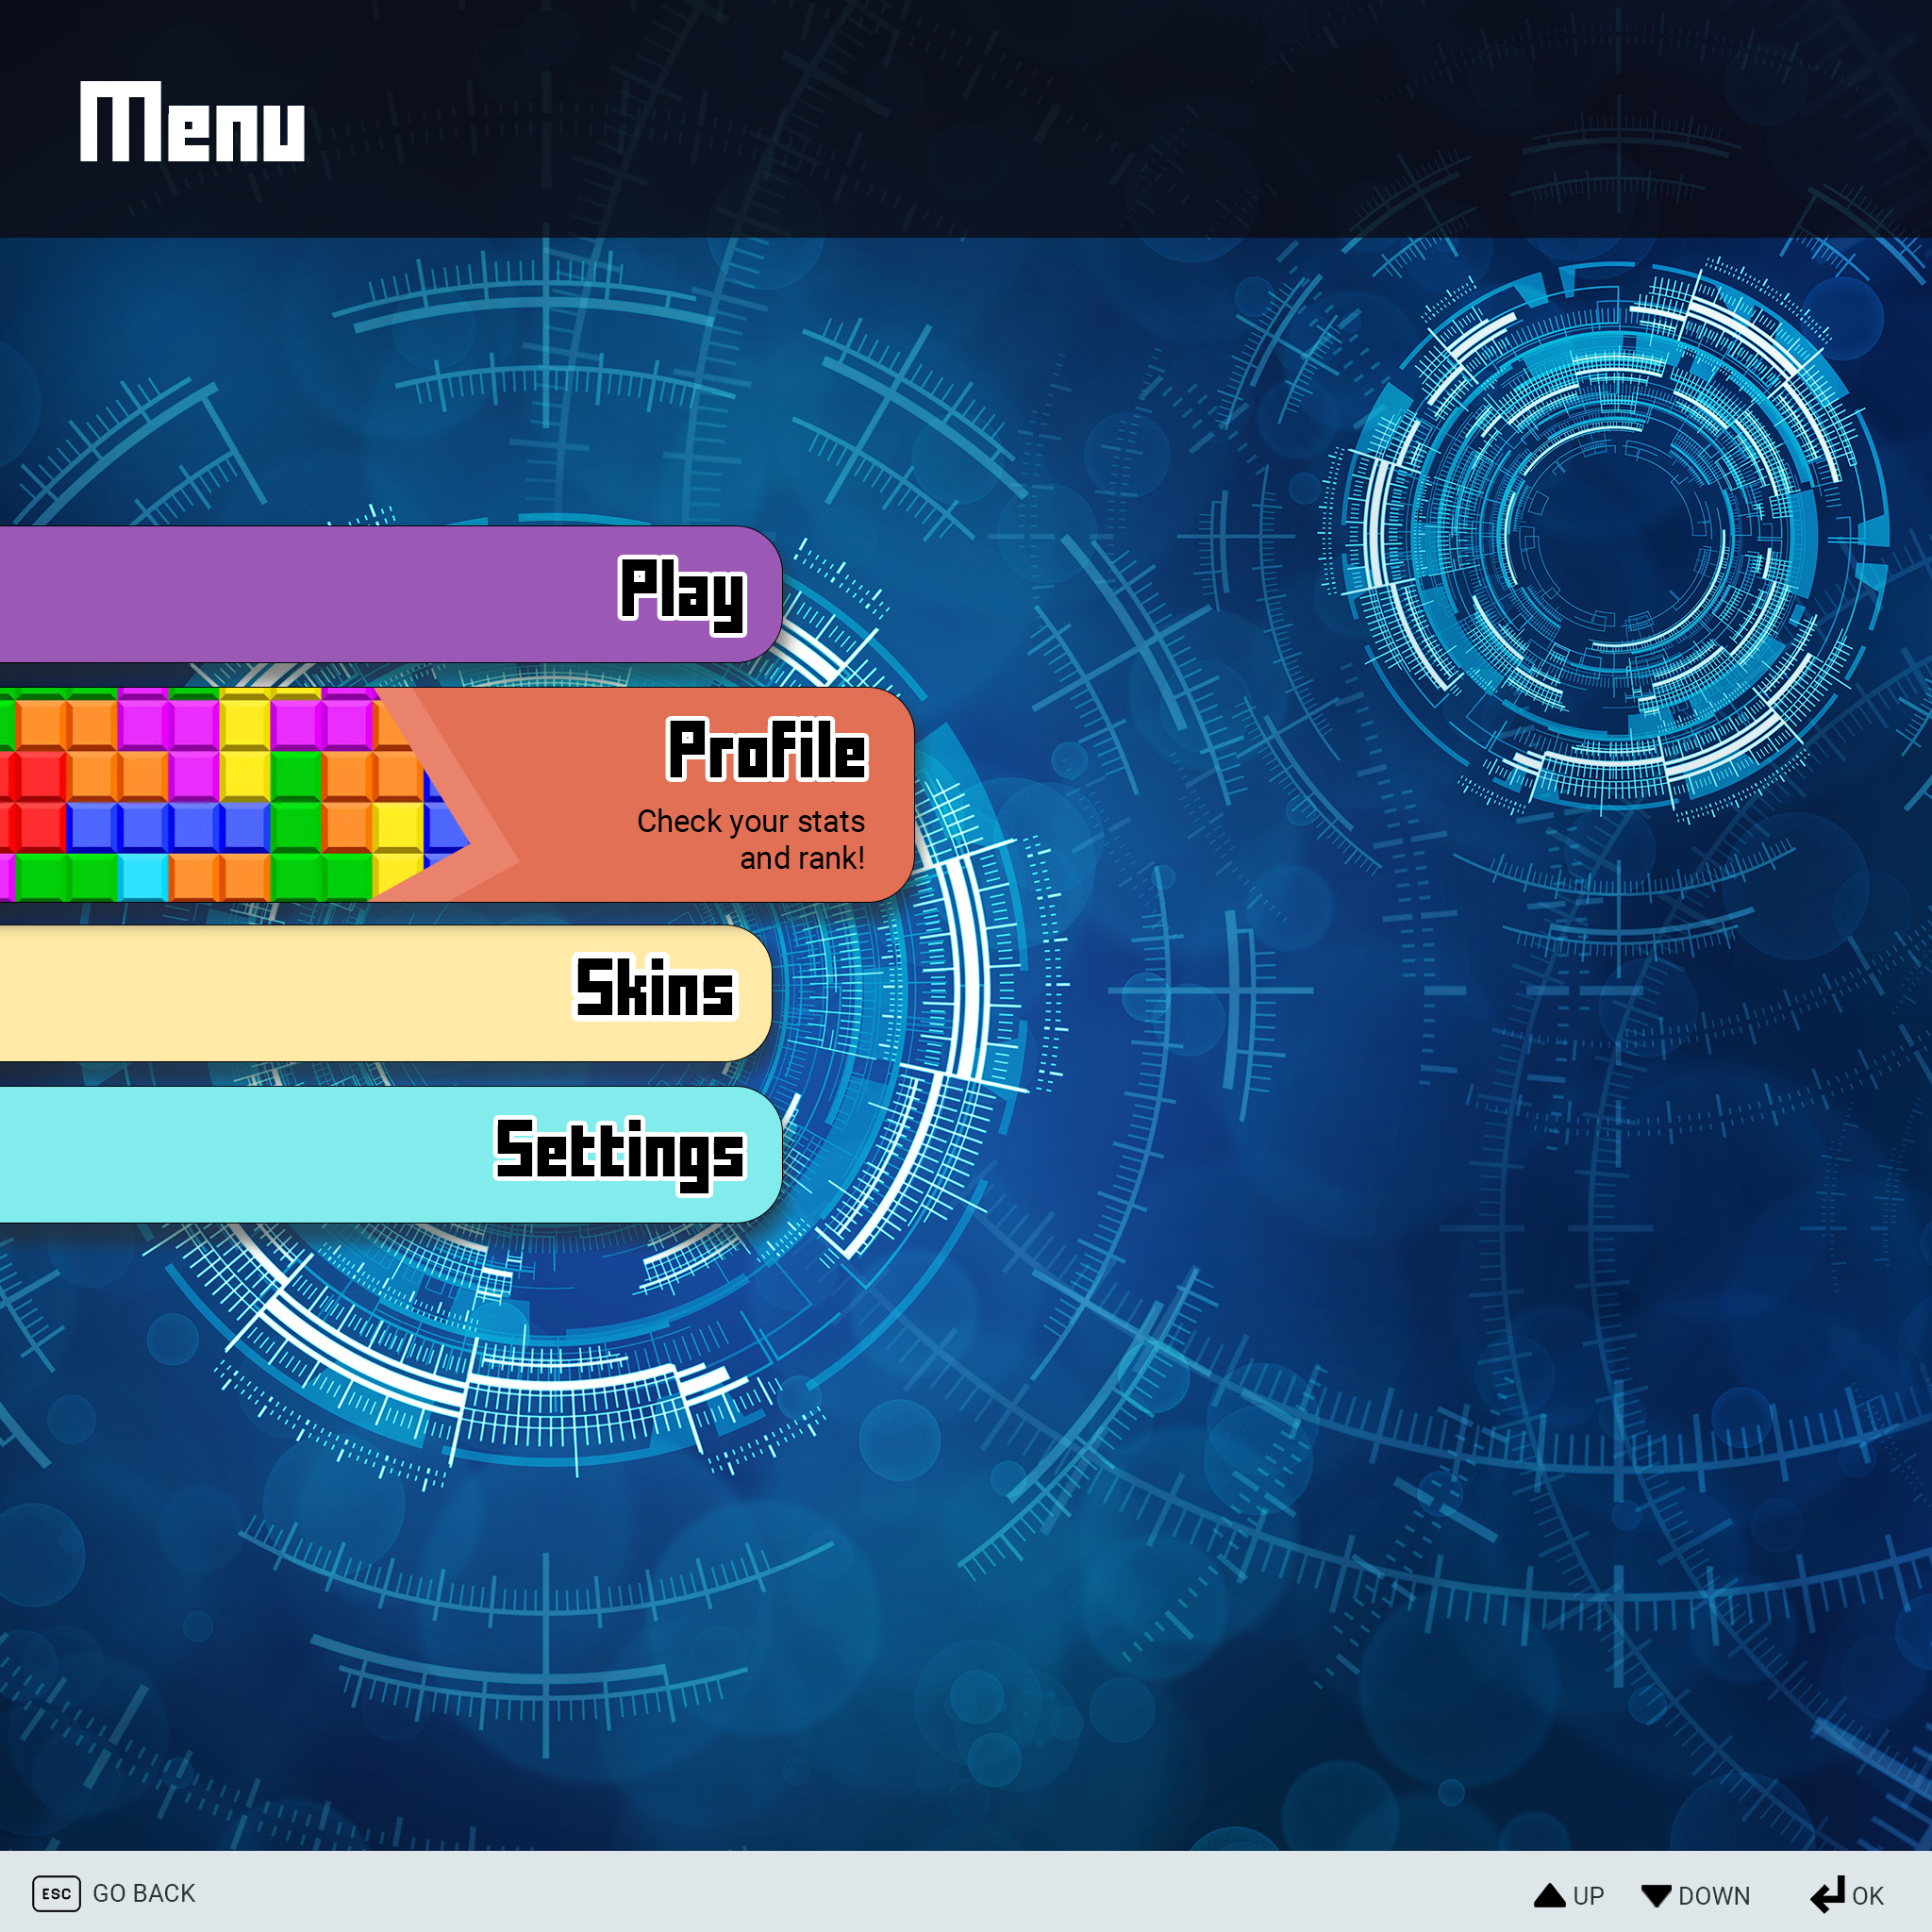 Menu
Play
Profile
Check your stats
and rank!
Skins
Settings
ESC GO BACK
UP DOWN OK